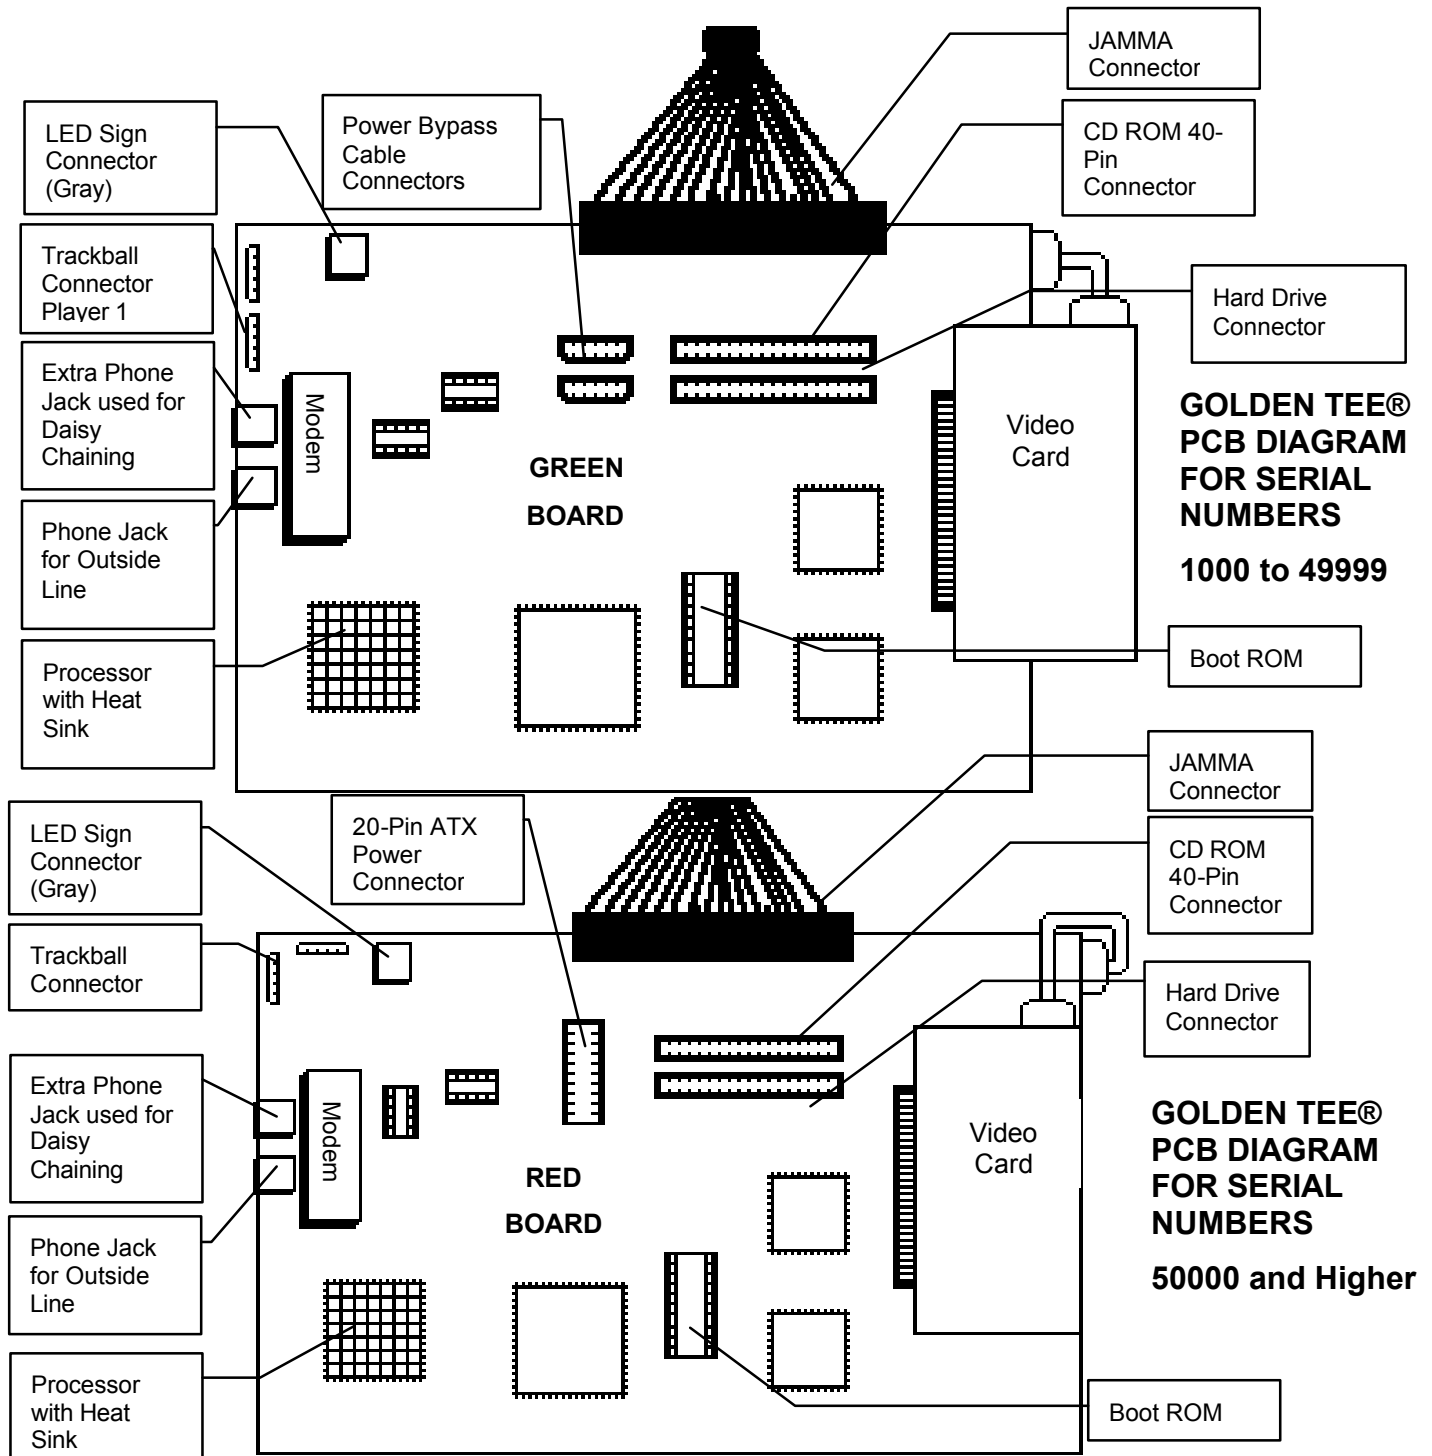 JAMMA
Connector
LED Sign
Connector
(Gray)
Power Bypass
Cable
Connectors
CD ROM 40-
Pin
Connector
Trackball
Connector
Player 1
Hard Drive
Connector
Extra Phone
Jack used for
Daisy
Chaining
Modem
GREEN
BOARD
Video
Card
GOLDEN TEE®
PCB DIAGRAM
FOR SERIAL
NUMBERS
1000 to 49999
Phone Jack
for Outside
Line
Processor
with Heat
Sink
Boot ROM
JAMMA
Connector
LED Sign
Connector
(Gray)
20-Pin ATX
Power
Connector
CD ROM
40-Pin
Connector
Trackball
Connector
Hard Drive
Connector
Extra Phone
Jack used for
Daisy
Chaining
Modem
RED
BOARD
Video
Card
GOLDEN TEE®
PCB DIAGRAM
FOR SERIAL
NUMBERS
50000 and Higher
Phone Jack
for Outside
Line
Processor
with Heat
Sink
Boot ROM